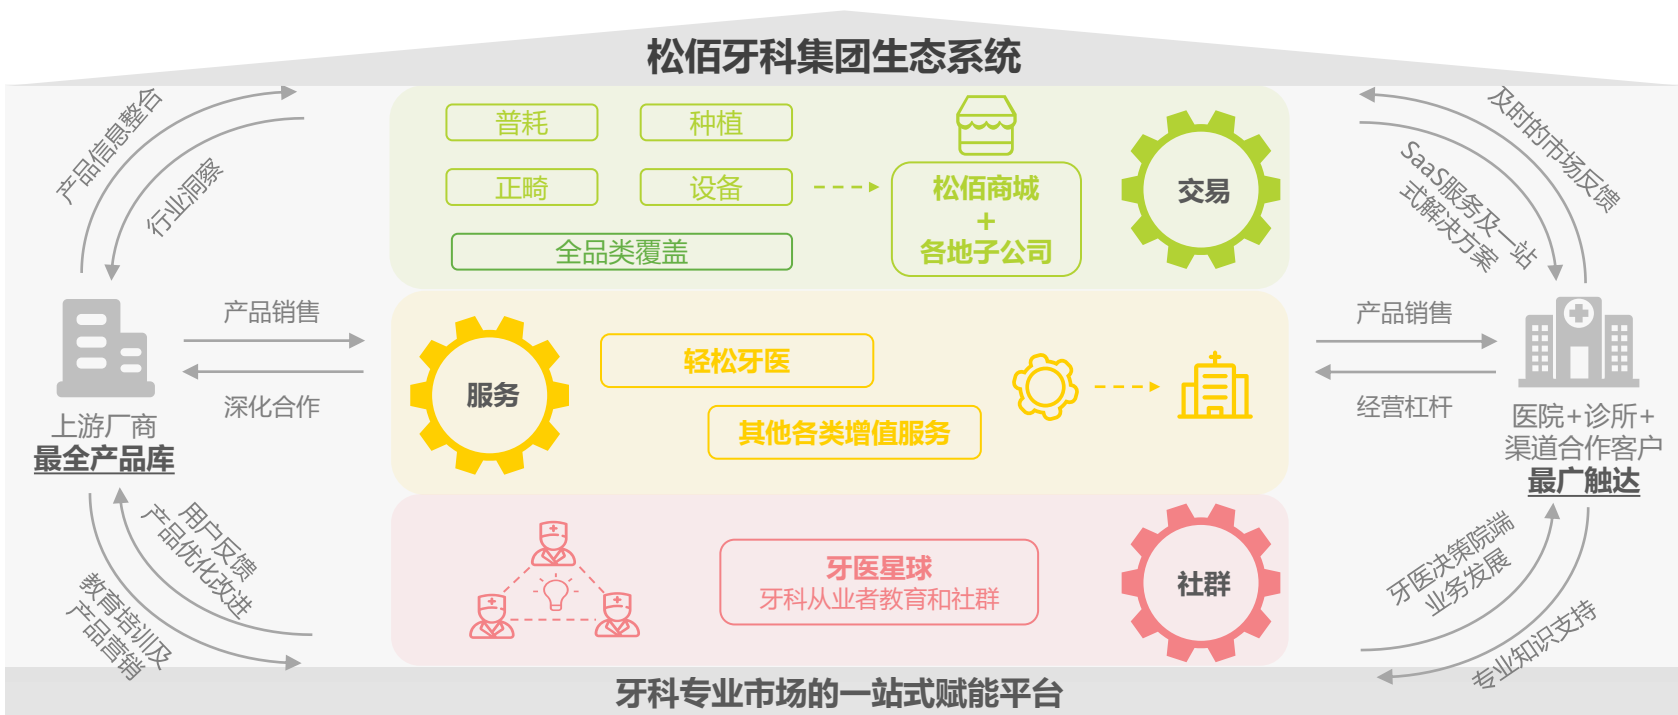 松佰牙科集团生态系统
产品信息整合
行业洞察
产品销售
深化合作
上游厂商
最全产品库
用户反馈
产品优化改进
教育培训及
产品营销
普耗
种植
正畸
设备
全品类覆盖
松佰商城
+
各地子公司
交易
服务
轻松牙医
其他各类增值服务
牙医星球
牙科从业者教育和社群
社群
及时的市场反馈
SaaS服务及一站
式解决方案
产品销售
经营杠杆
医院+诊所+
渠道合作客户
最广触达
牙医决策院端
业务发展
专业知识支持
牙科专业市场的一站式赋能平台